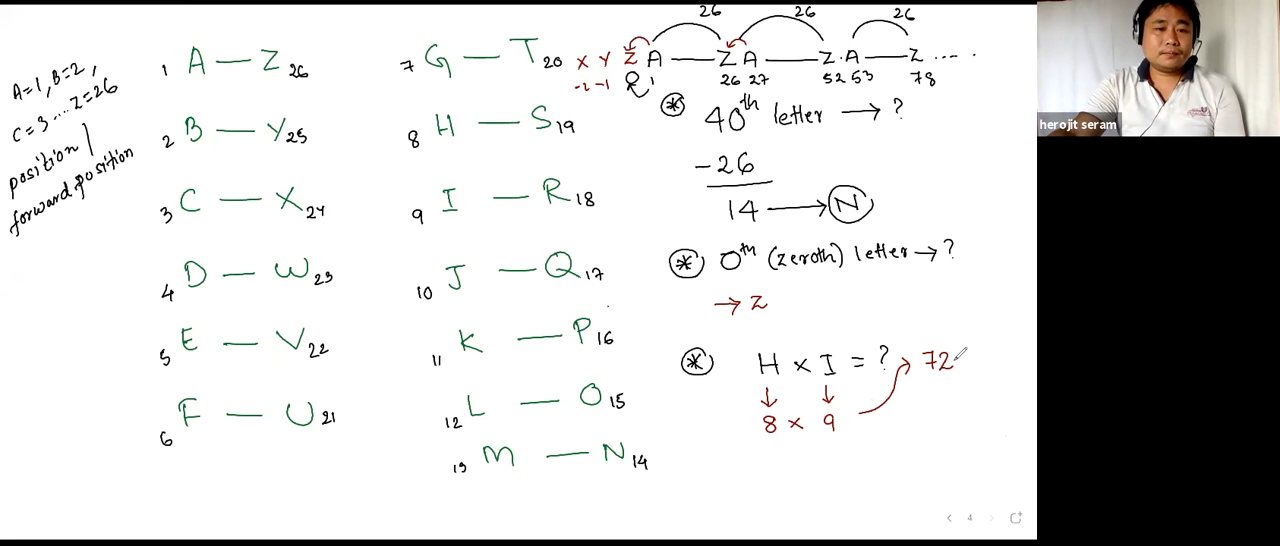 A=1, B=2,
C=3 .... Z=26
position /
forward position
1 A — Z 26
2 B — Y 25
3 C — X 24
4 D — W 23
5 E — V 22
6 F — U 21
7 G — T 20
8 H — S 19
9 I — R 18
10 J — Q 17
11 K — P 16
12 L — O 15
13 M — N 14
26 26 26
X Y Z A — Z A — Z A — Z ....
-2 -1 0 1 26 27 52 53 78
* 40th letter → ?
-26
14 → N
* 0th (zeroth) letter → ?
→ Z
* H × I = ? → 72
8 × 9
herojit seram
4